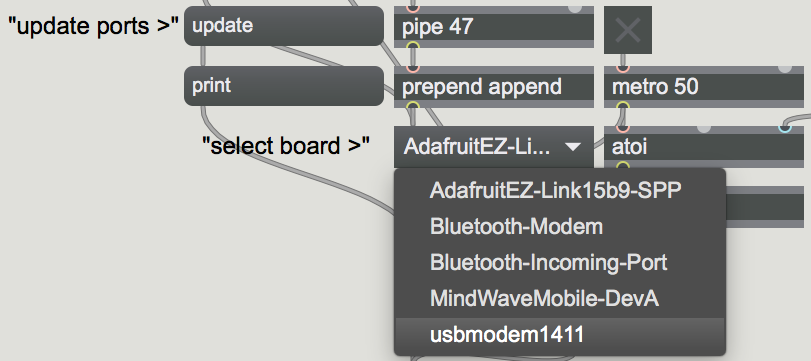 "update ports >" update pipe 47
print prepend append metro 50
"select board >" AdafruitEZ-Li... atoi
AdafruitEZ-Link15b9-SPP
Bluetooth-Modem
Bluetooth-Incoming-Port
MindWaveMobile-DevA
usbmodem1411